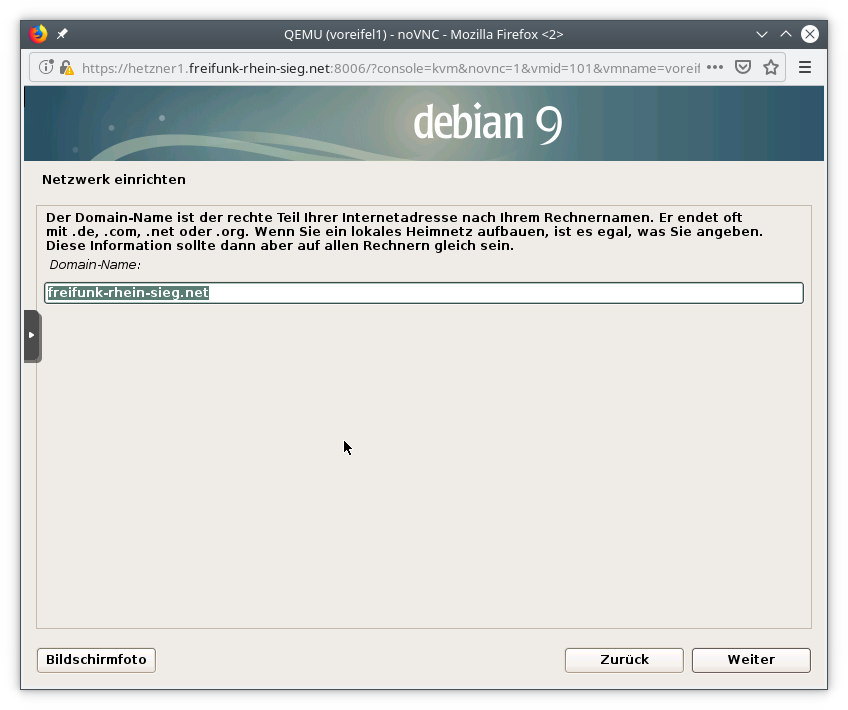 QEMU (voreifel1) - noVNC - Mozilla Firefox <2>
https://hetzner1.freifunk-rhein-sieg.net:8006/?console=kvm&novnc=1&vmid=101&vmname=voreif
debian 9
Netzwerk einrichten
Der Domain-Name ist der rechte Teil Ihrer Internetadresse nach Ihrem Rechnernamen. Er endet oft
mit .de, .com, .net oder .org. Wenn Sie ein lokales Heimnetz aufbauen, ist es egal, was Sie angeben.
Diese Information sollte dann aber auf allen Rechnern gleich sein.
Domain-Name:
freifunk-rhein-sieg.net
Bildschirmfoto
Zurück
Weiter